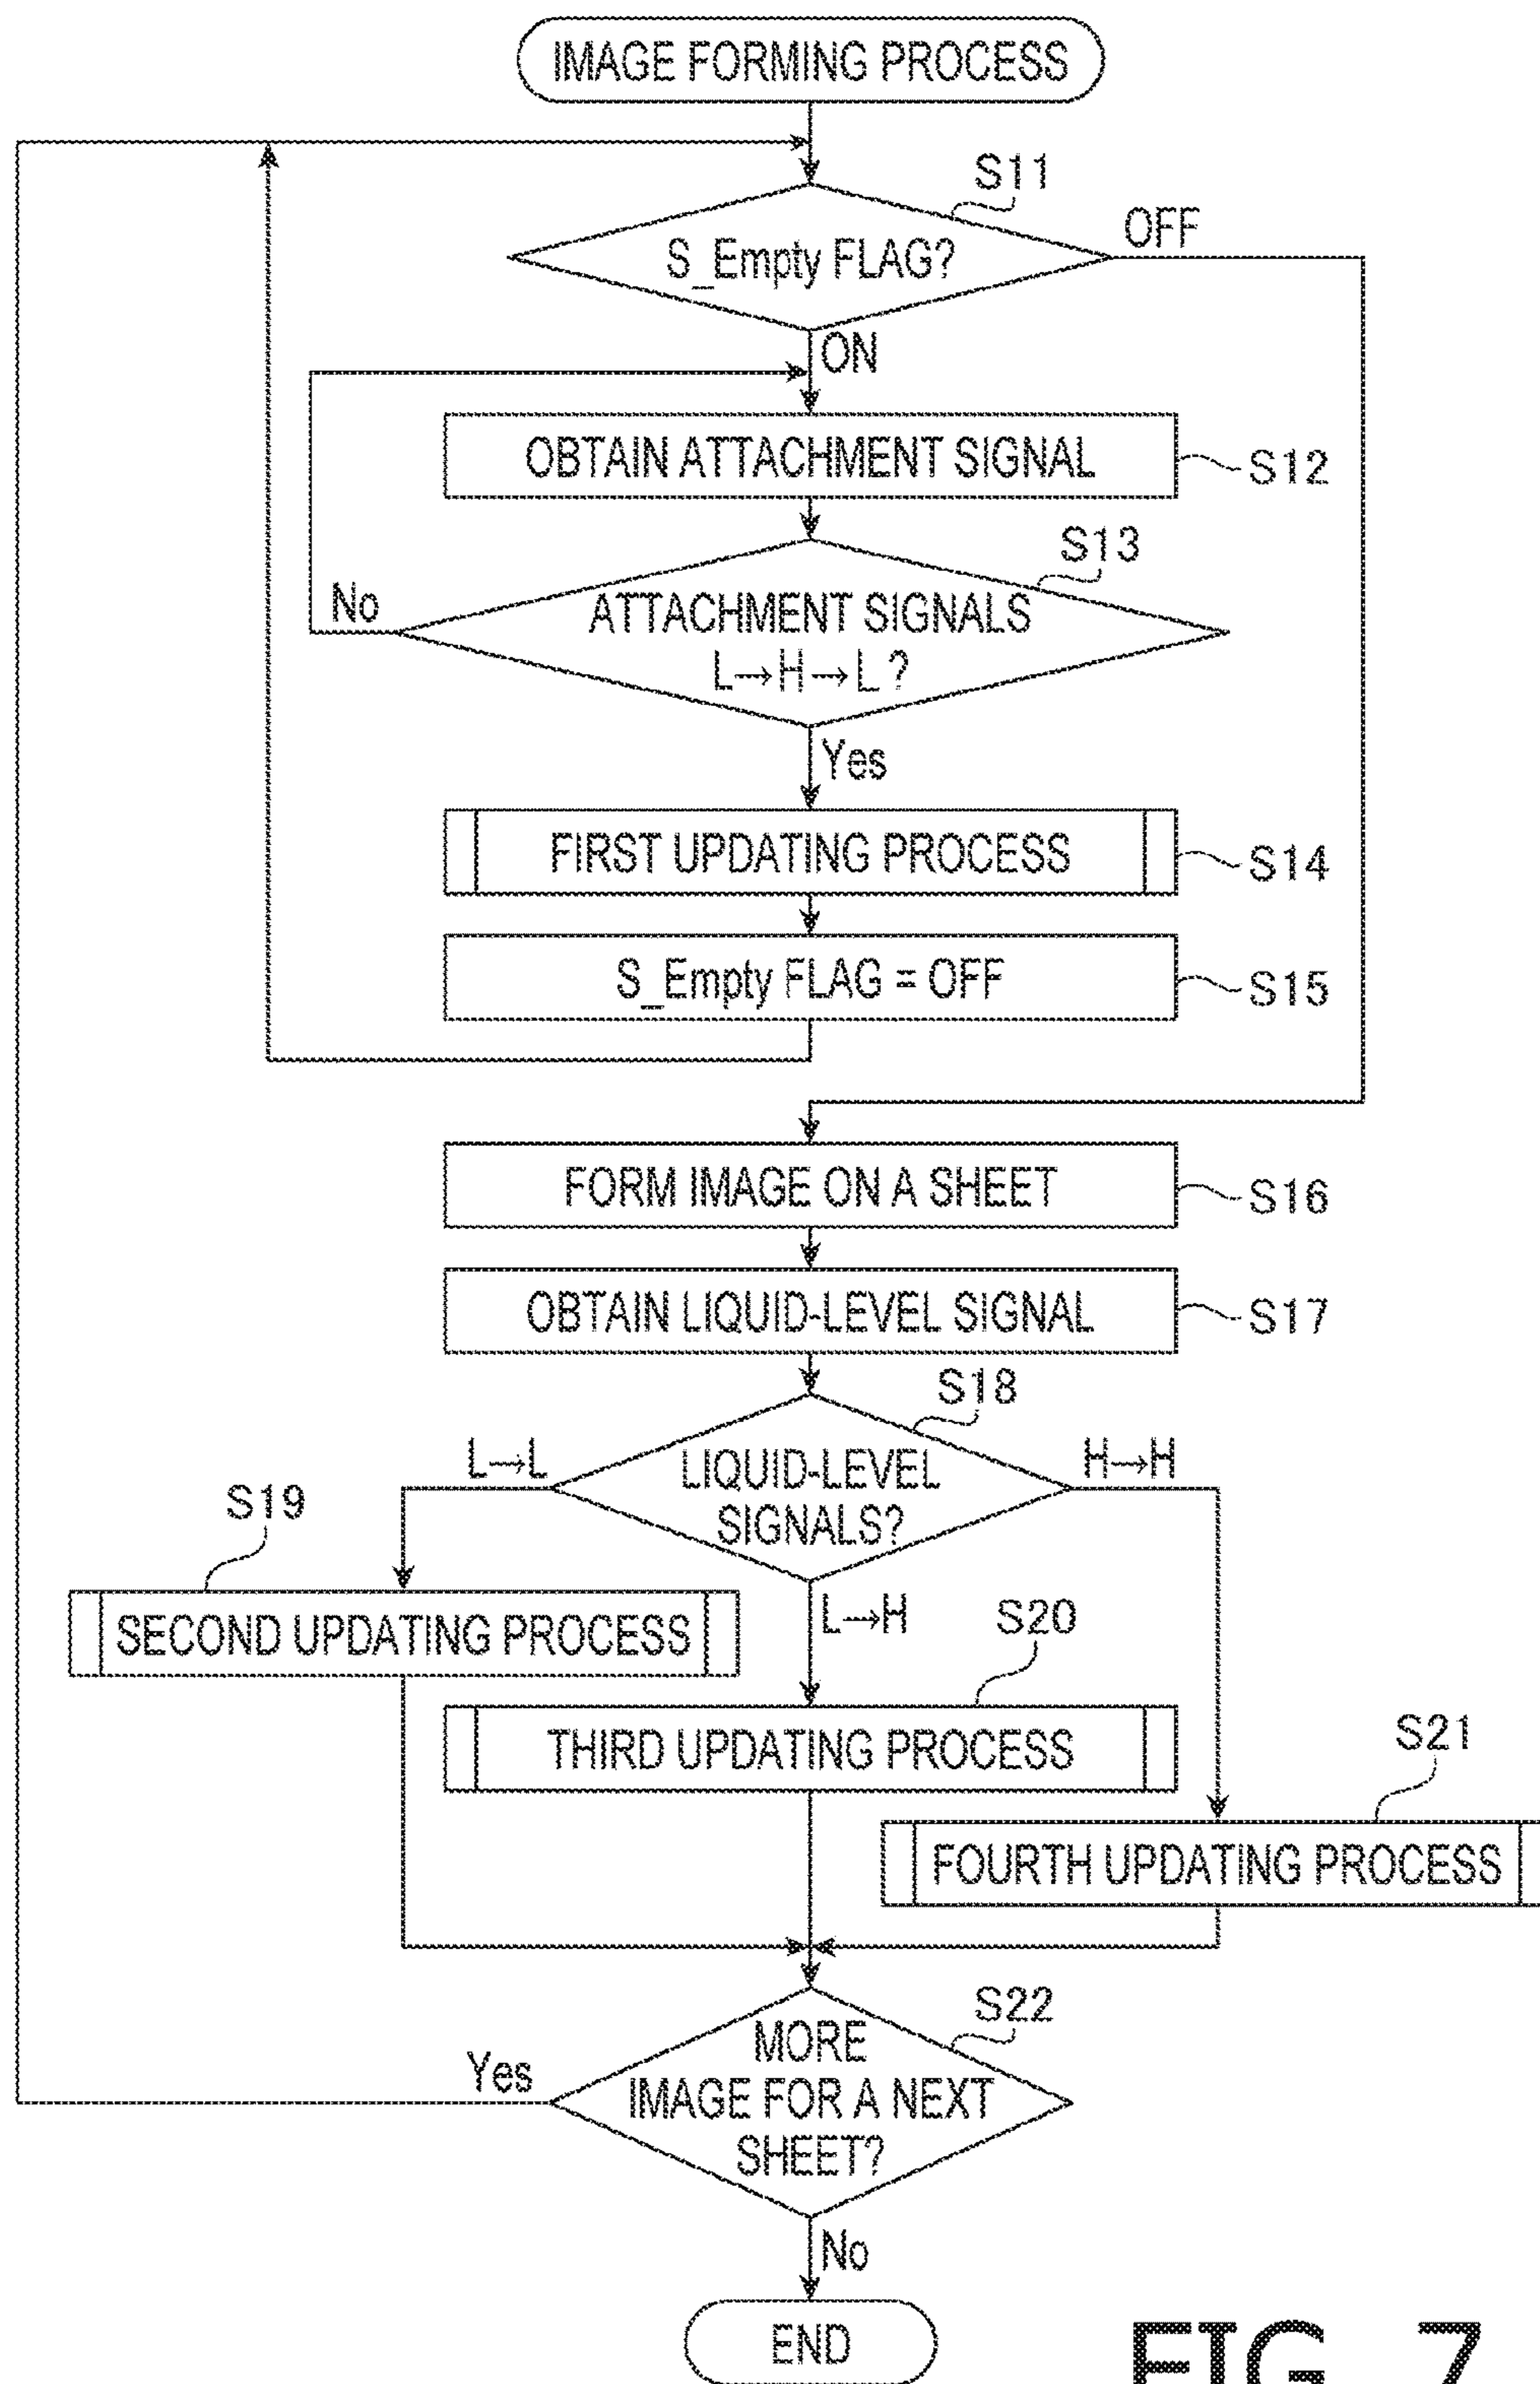 IMAGE FORMING PROCESS
S11
S_Empty FLAG?
OFF
ON
OBTAIN ATTACHMENT SIGNAL
S12
S13
No
ATTACHMENT SIGNALS
L→H→L ?
Yes
FIRST UPDATING PROCESS
S14
S_Empty FLAG = OFF
S15
FORM IMAGE ON A SHEET
S16
OBTAIN LIQUID-LEVEL SIGNAL
S17
S18
L→L
LIQUID-LEVEL
SIGNALS?
H→H
S19
SECOND UPDATING PROCESS
L→H
S20
THIRD UPDATING PROCESS
S21
FOURTH UPDATING PROCESS
S22
MORE
IMAGE FOR A NEXT
SHEET?
Yes
No
END
FIG. 7